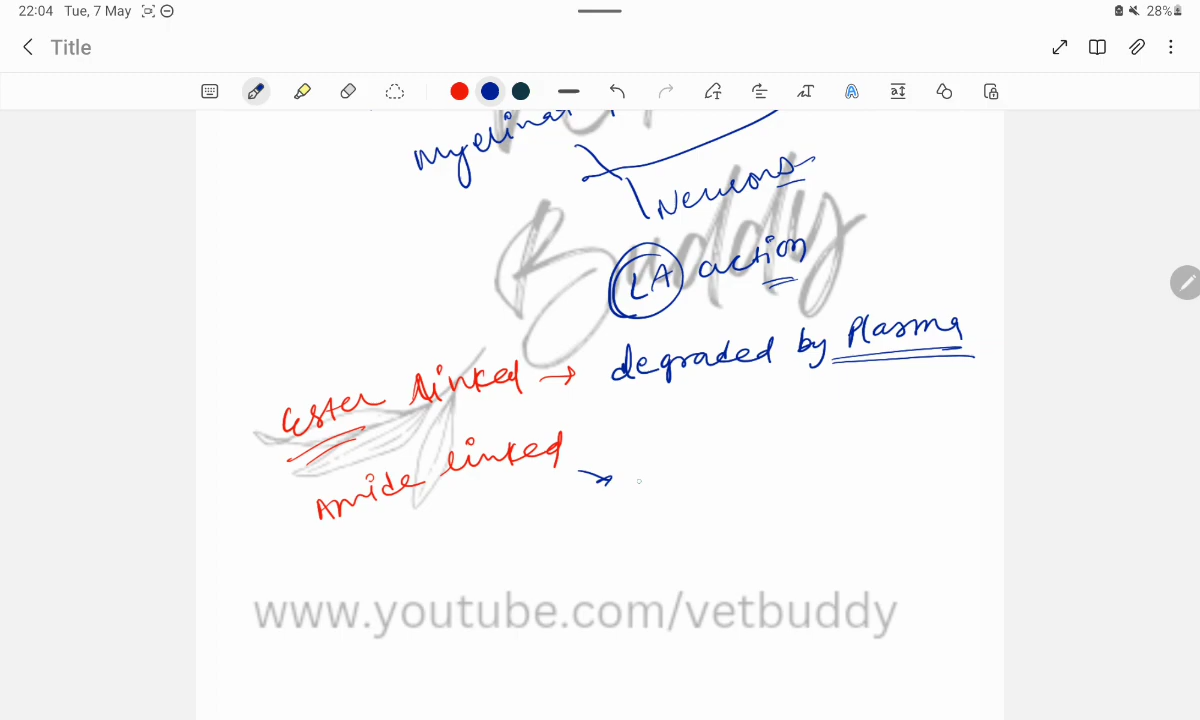 22:04 Tue, 7 May 28%
Title
Neurons
Buddy
LA action
degraded by Plasma
Ester linked →
Amide linked →
www.youtube.com/vetbuddy